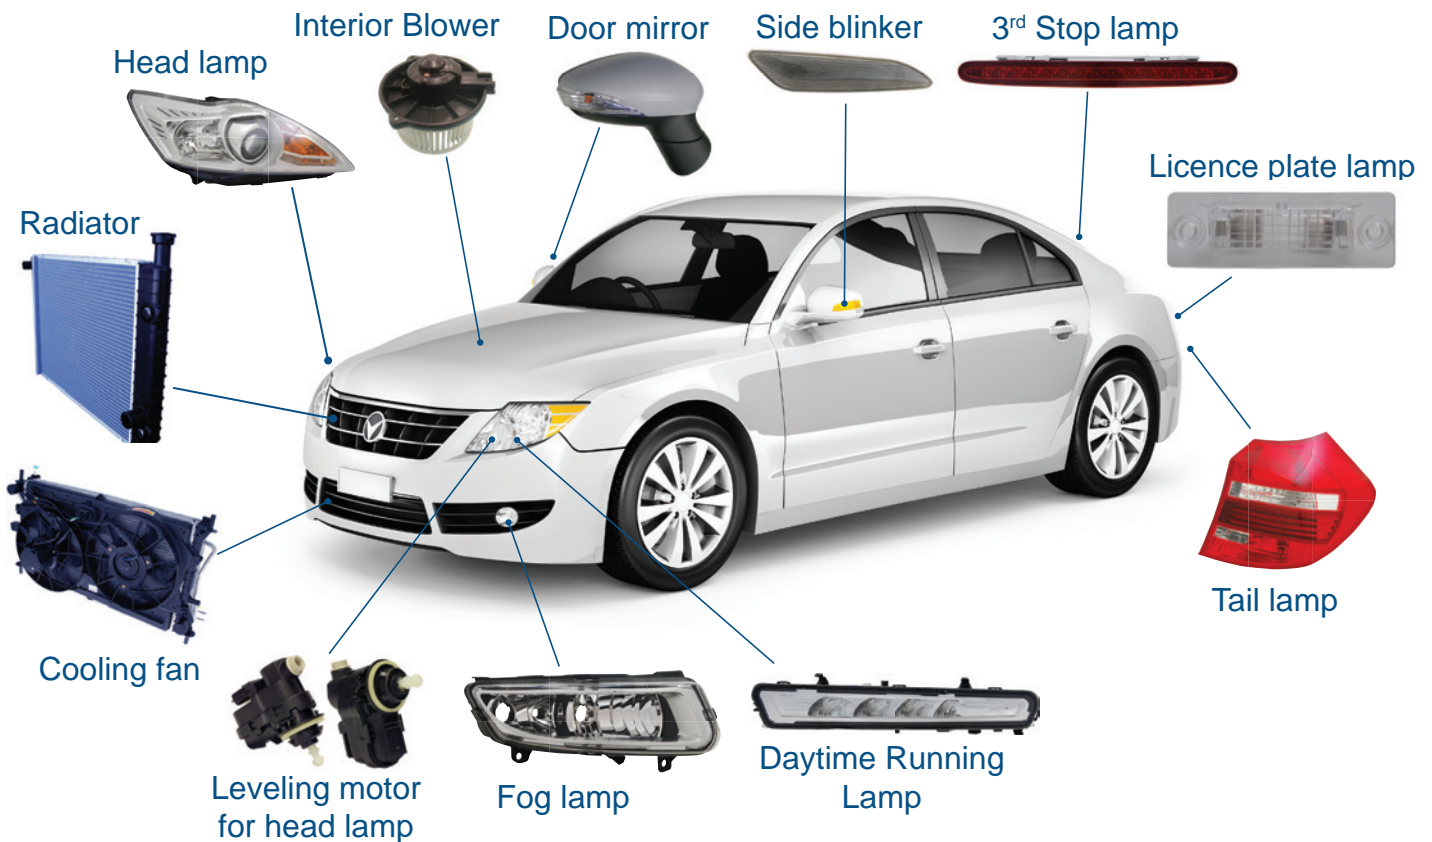 Interior Blower
Door mirror
Side blinker
3rd Stop lamp
Head lamp
Licence plate lamp
Radiator
Tail lamp
Cooling fan
Leveling motor
for head lamp
Fog lamp
Daytime Running
Lamp